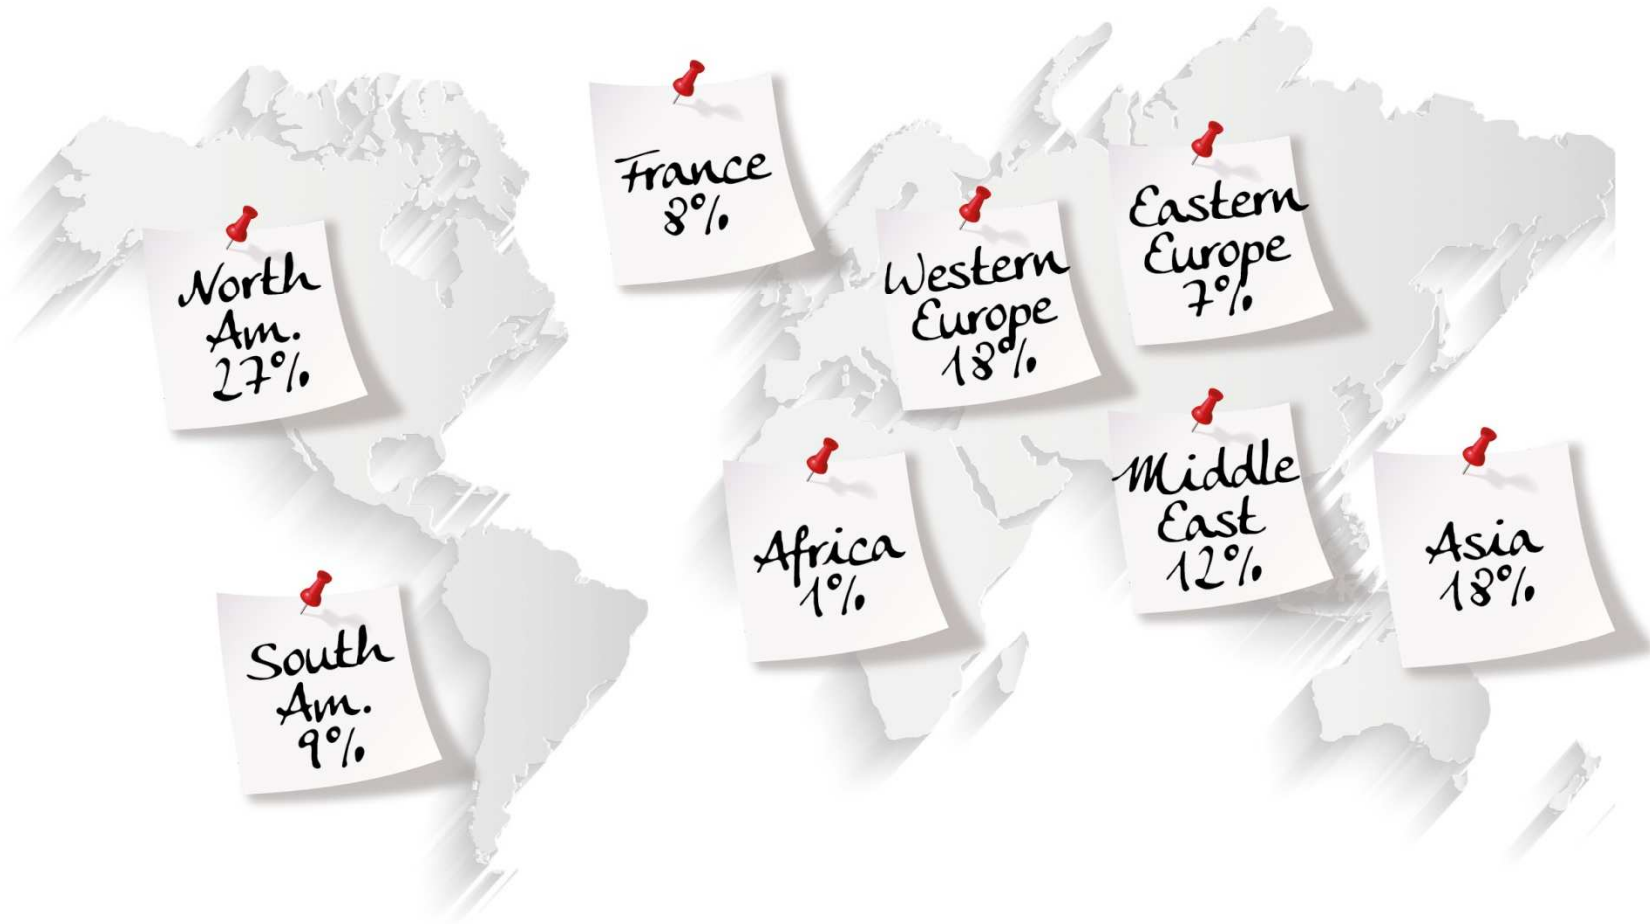 France
8%
Eastern
Europe
7%
North
Am.
27%
Western
Europe
18%
Middle
East
12%
Africa
1%
Asia
18%
South
Am.
9%